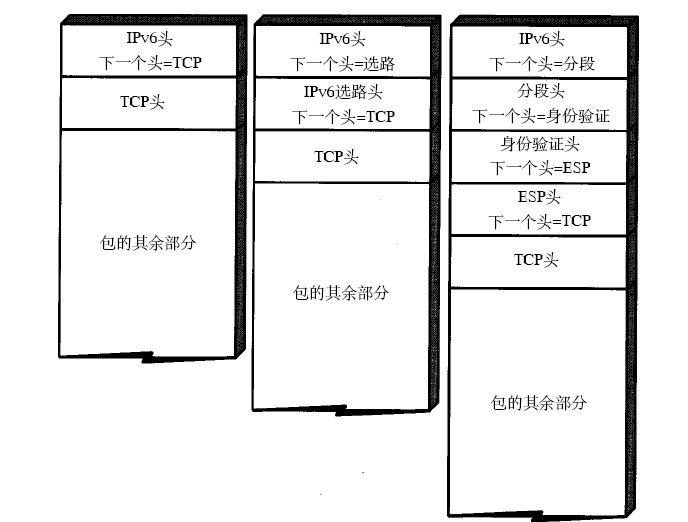 IPv6头
下一个头=TCP
TCP头
包的其余部分
IPv6头
下一个头=选路
IPv6选路头
下一个头=TCP
TCP头
包的其余部分
IPv6头
下一个头=分段
分段头
下一个头=身份验证
身份验证头
下一个头=ESP
ESP头
下一个头=TCP
TCP头
包的其余部分